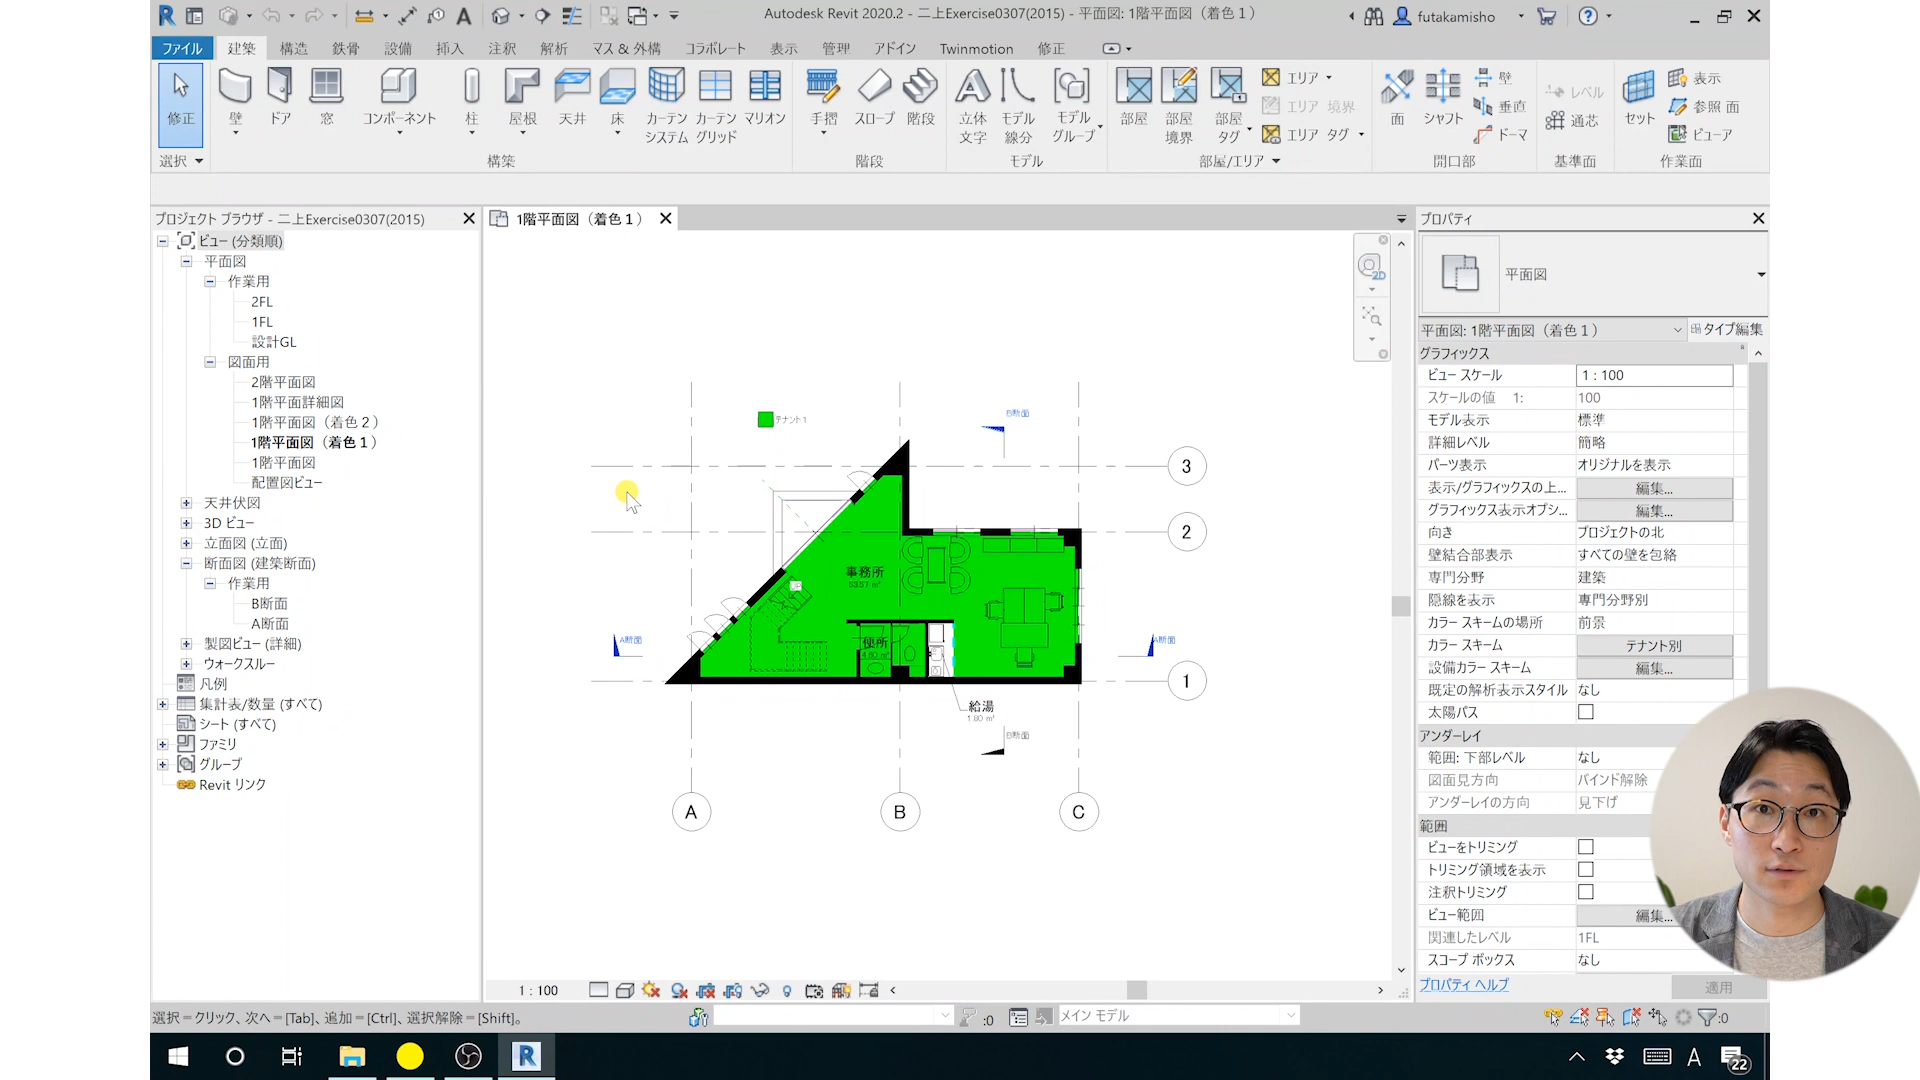 Autodesk Revit 2020.2 - 二上Exercise0307(2015) - 平面図: 1階平面図（着色１）
futakamisho
ファイル 建築 構造 鉄骨 設備 挿入 注釈 解析 マス & 外構 コラボレート 表示 管理 アドイン Twinmotion 修正
修正 壁 ドア 窓 コンポーネント 柱 屋根 天井 床 カーテン システム カーテン グリッド マリオン 手摺 スロープ 階段 立体 文字 モデル 線分 モデル グループ 部屋 部屋 境界 部屋 タグ エリア エリア 境界 エリア タグ 面 シャフト 壁 垂直 ドーマ レベル 通芯 セット 表示 参照 面 ビューア
選択 構築 階段 モデル 部屋/エリア 開口部 基準面 作業面
プロジェクト ブラウザ - 二上Exercise0307(2015)
ビュー (分類順)
平面図
作業用
2FL
1FL
設計GL
図面用
2階平面図
1階平面詳細図
1階平面図（着色２）
1階平面図（着色１）
1階平面図
配置図ビュー
天井伏図
3D ビュー
立面図 (立面)
断面図 (建築断面)
作業用
B断面
A断面
製図ビュー (詳細)
ウォークスルー
凡例
集計表/数量 (すべて)
シート (すべて)
ファミリ
グループ
Revit リンク
1階平面図（着色１）
2D
テナント1
B断面
3
2
事務所
53.57 m²
A断面
便所
4.80 m²
A断面
1
給湯
1.80 m²
B断面
A
B
C
プロパティ
平面図
平面図: 1階平面図（着色１）
タイプ編集
グラフィックス
ビュー スケール 1 : 100
スケールの値 1: 100
モデル表示 標準
詳細レベル 簡略
パーツ表示 オリジナルを表示
表示/グラフィックスの上... 編集...
グラフィックス表示オプシ... 編集...
向き プロジェクトの北
壁結合部表示 すべての壁を包絡
専門分野 建築
隠線を表示 専門分野別
カラー スキームの場所 前景
カラー スキーム テナント別
設備カラー スキーム 編集...
既定の解析表示スタイル なし
太陽パス
アンダーレイ
範囲: 下部レベル なし
図面見方向 バインド解除
アンダーレイの方向 見下げ
範囲
ビューをトリミング
トリミング領域を表示
注釈トリミング
ビュー範囲 編集...
関連したレベル 1FL
スコープ ボックス なし
プロパティ ヘルプ
適用
1 : 100
選択＝クリック、次へ＝[Tab]、追加＝[Ctrl]、選択解除＝[Shift]。
:0
メイン モデル
:0
A
22